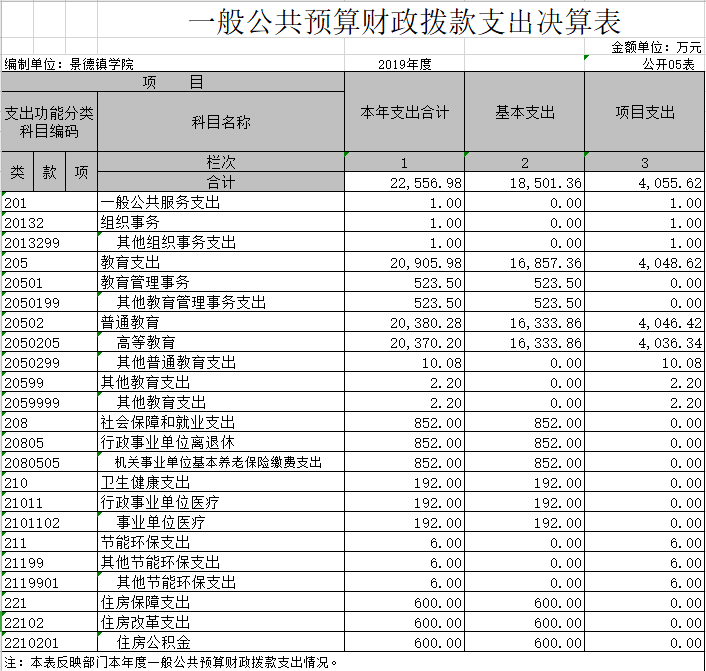 一般公共预算财政拨款支出决算表
金额单位：万元
编制单位：景德镇学院 2019年度 公开05表
项 目 本年支出合计 基本支出 项目支出
支出功能分类科目编码 科目名称
类 款 项 栏次 1 2 3
合计 22,556.98 18,501.36 4,055.62
201 一般公共服务支出 1.00 0.00 1.00
20132 组织事务 1.00 0.00 1.00
2013299 其他组织事务支出 1.00 0.00 1.00
205 教育支出 20,905.98 16,857.36 4,048.62
20501 教育管理事务 523.50 523.50 0.00
2050199 其他教育管理事务支出 523.50 523.50 0.00
20502 普通教育 20,380.28 16,333.86 4,046.42
2050205 高等教育 20,370.20 16,333.86 4,036.34
2050299 其他普通教育支出 10.08 0.00 10.08
20599 其他教育支出 2.20 0.00 2.20
2059999 其他教育支出 2.20 0.00 2.20
208 社会保障和就业支出 852.00 852.00 0.00
20805 行政事业单位离退休 852.00 852.00 0.00
2080505 机关事业单位基本养老保险缴费支出 852.00 852.00 0.00
210 卫生健康支出 192.00 192.00 0.00
21011 行政事业单位医疗 192.00 192.00 0.00
2101102 事业单位医疗 192.00 192.00 0.00
211 节能环保支出 6.00 0.00 6.00
21199 其他节能环保支出 6.00 0.00 6.00
2119901 其他节能环保支出 6.00 0.00 6.00
221 住房保障支出 600.00 600.00 0.00
22102 住房改革支出 600.00 600.00 0.00
2210201 住房公积金 600.00 600.00 0.00
注：本表反映部门本年度一般公共预算财政拨款支出情况。